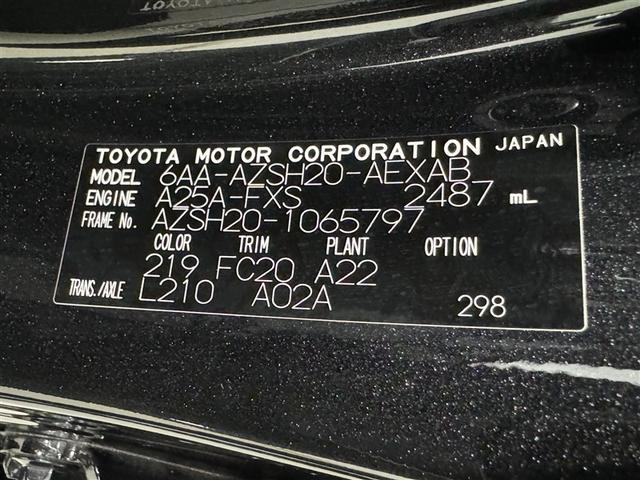 TOYOTA MOTOR CORPORATION JAPAN
MODEL 6AA-AZSH20-AEXAB
ENGINE A25A-FXS 2487 mL
FRAME No. AZSH20-1065797
COLOR TRIM PLANT OPTION
219 FC20 A22
TRANS./AXLE L210 A02A 298